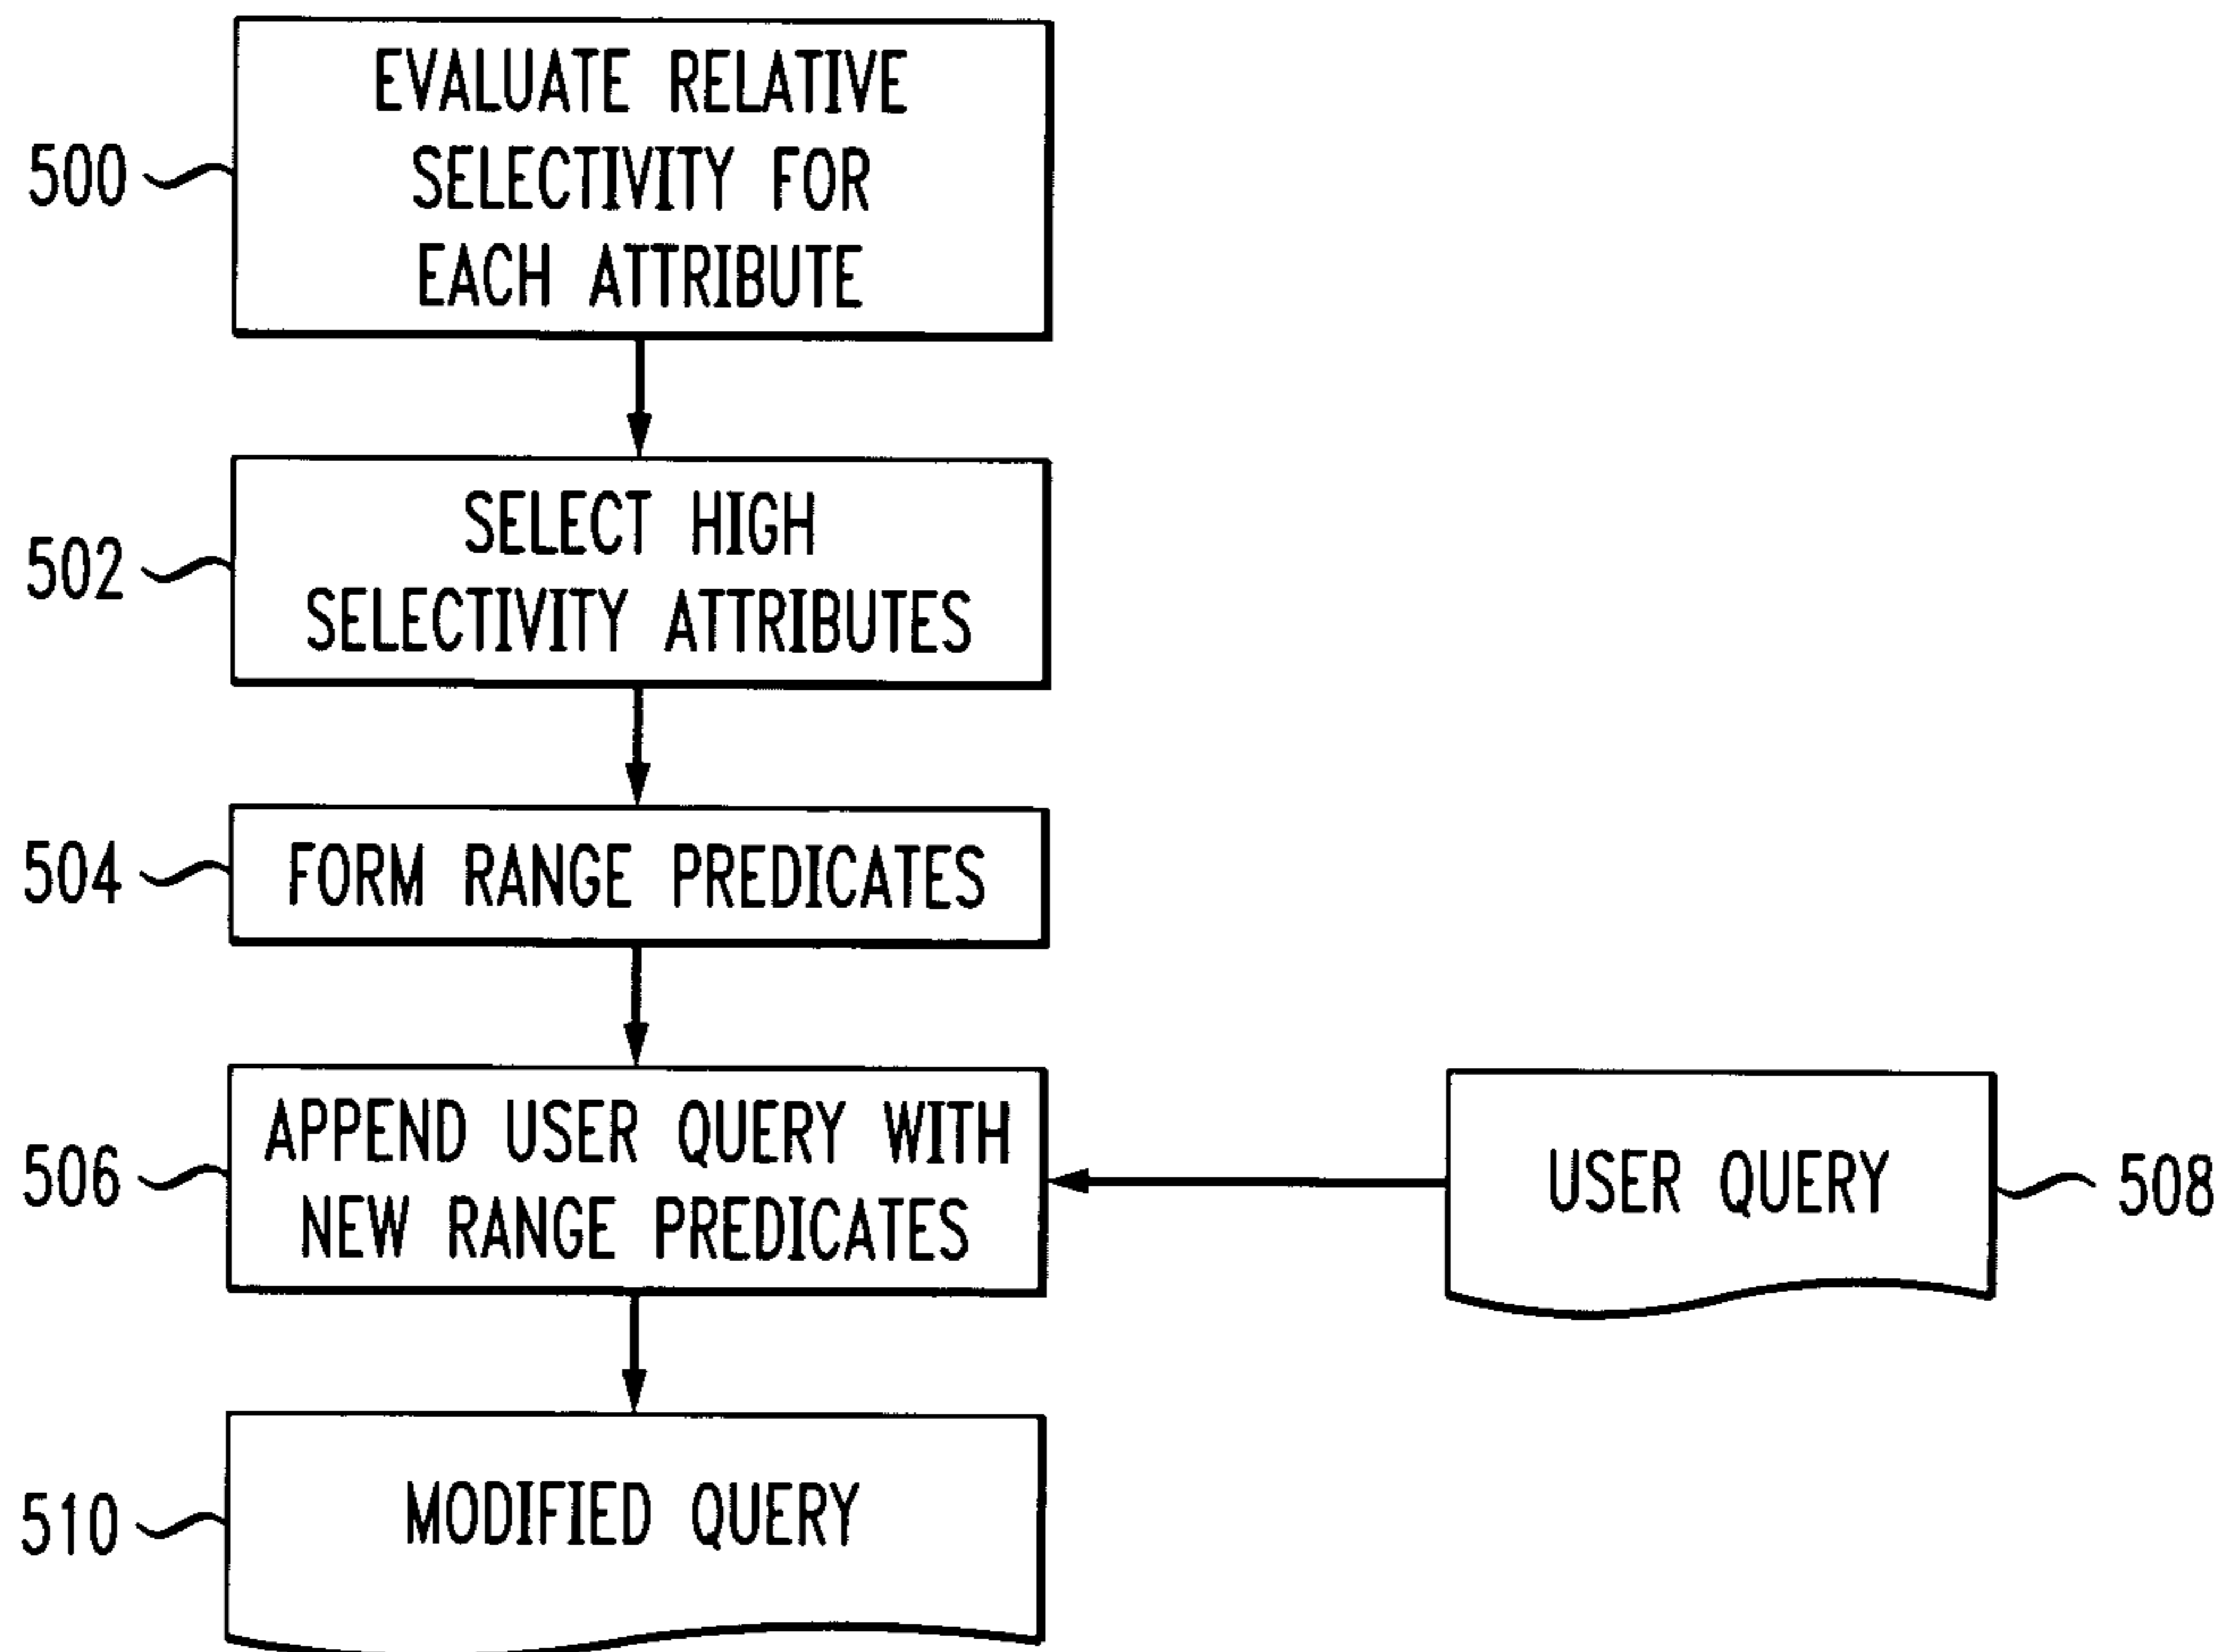 500
EVALUATE RELATIVE
SELECTIVITY FOR
EACH ATTRIBUTE
502
SELECT HIGH
SELECTIVITY ATTRIBUTES
504
FORM RANGE PREDICATES
506
APPEND USER QUERY WITH
NEW RANGE PREDICATES
USER QUERY
508
510
MODIFIED QUERY